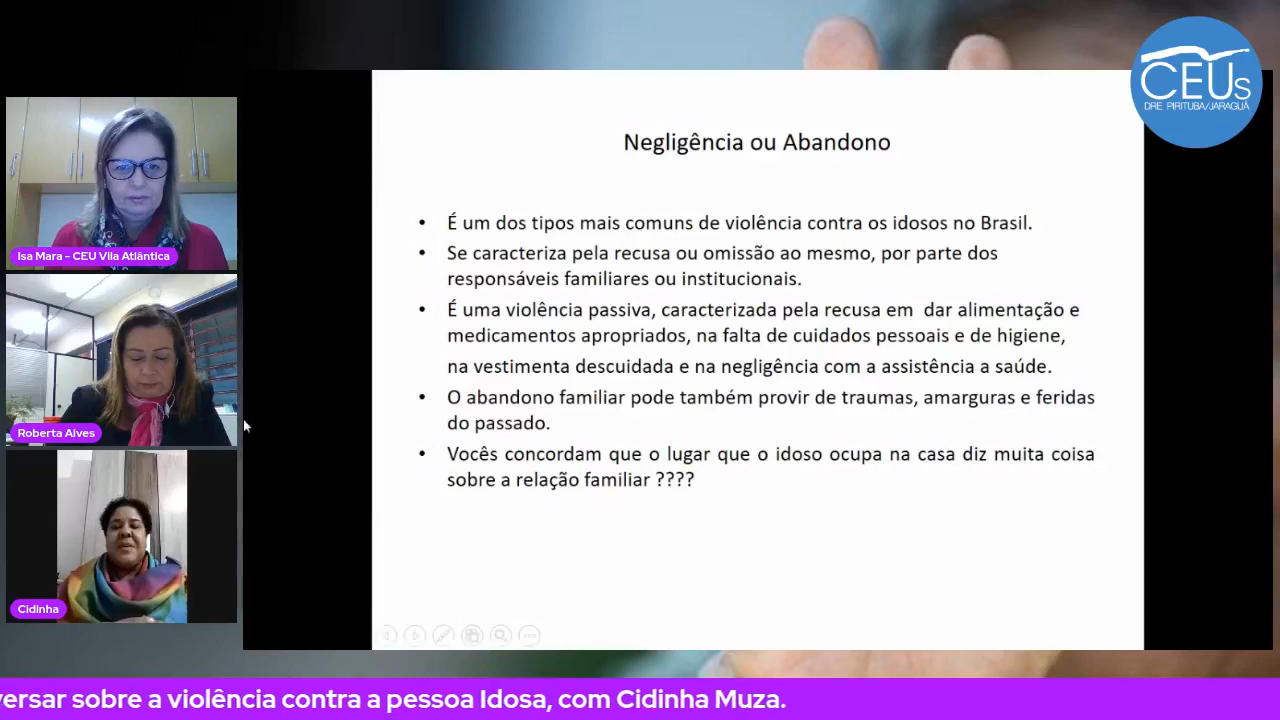 CEUs
DRE PIRITUBA/JARAGUÁ
Negligência ou Abandono
• É um dos tipos mais comuns de violência contra os idosos no Brasil.
• Se caracteriza pela recusa ou omissão ao mesmo, por parte dos
responsáveis familiares ou institucionais.
• É uma violência passiva, caracterizada pela recusa em dar alimentação e
medicamentos apropriados, na falta de cuidados pessoais e de higiene,
na vestimenta descuidada e na negligência com a assistência a saúde.
• O abandono familiar pode também provir de traumas, amarguras e feridas
do passado.
• Vocês concordam que o lugar que o idoso ocupa na casa diz muita coisa
sobre a relação familiar ????
Isa Mara - CEU Vila Atlântica
Roberta Alves
Cidinha
versar sobre a violência contra a pessoa Idosa, com Cidinha Muza.